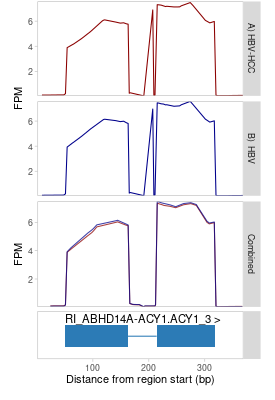 6
4
2
A) HBV-HCC
FPM
6
4
2
B) HBV
6
4
2
Combined
FPM
RI_ABHD14A-ACY1.ACY1_3 >
100 200 300
Distance from region start (bp)